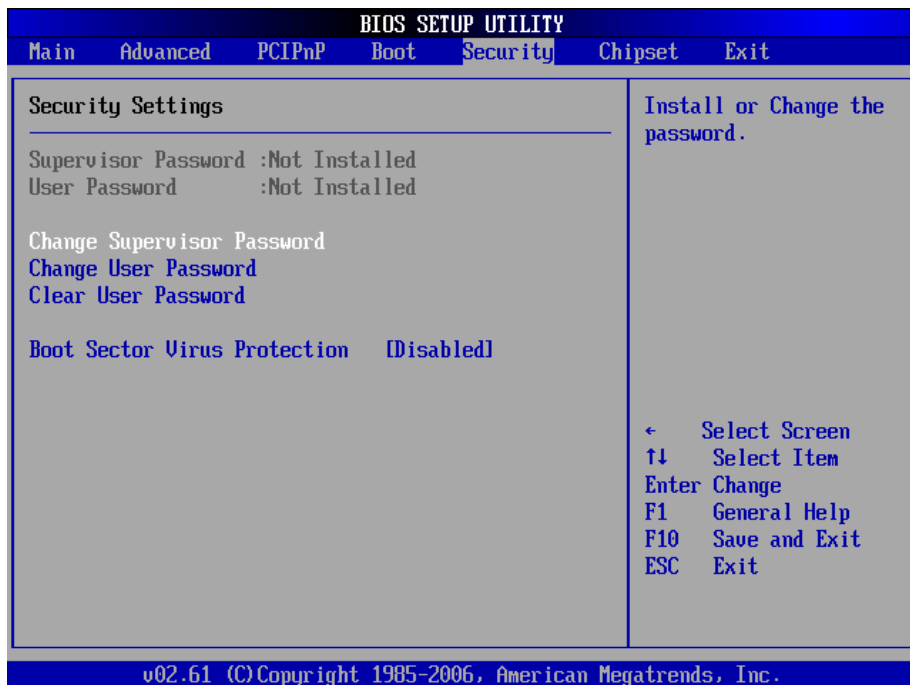 BIOS SETUP UTILITY
Main Advanced PCIPnP Boot Security Chipset Exit
Security Settings
Supervisor Password :Not Installed
User Password :Not Installed
Change Supervisor Password
Change User Password
Clear User Password
Boot Sector Virus Protection [Disabled]
Install or Change the
password.
← Select Screen
↑↓ Select Item
Enter Change
F1 General Help
F10 Save and Exit
ESC Exit
v02.61 (C)Copyright 1985-2006, American Megatrends, Inc.